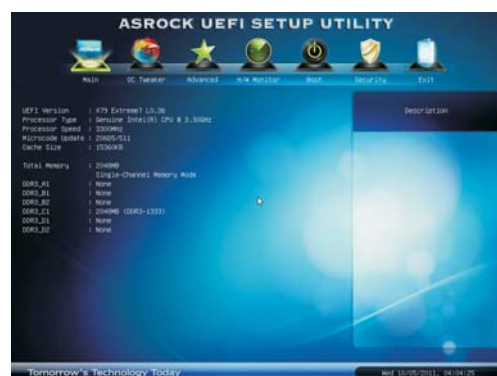 ASROCK UEFI SETUP UTILITY
Main OC Tweaker Advanced H/W Monitor Boot Security Exit
UEFI Version : X79 Extreme7 L0.36
Processor Type : Genuine Intel(R) CPU @ 3.30GHz
Processor Speed : 3300MHz
Microcode Update : 206D5/511
Cache Size : 15360KB
Total Memory : 2048MB
Single-Channel Memory Mode
DDR3_A1 : None
DDR3_B1 : None
DDR3_B2 : None
DDR3_C1 : 2048MB (DDR3-1333)
DDR3_D1 : None
DDR3_D2 : None
Description
Tomorrow's Technology Today
Wed 10/05/2011, 04:04:25